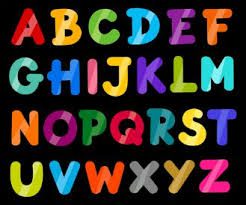 ABCDEF
GHIJKLM
NOPQRST
UVWXYZ